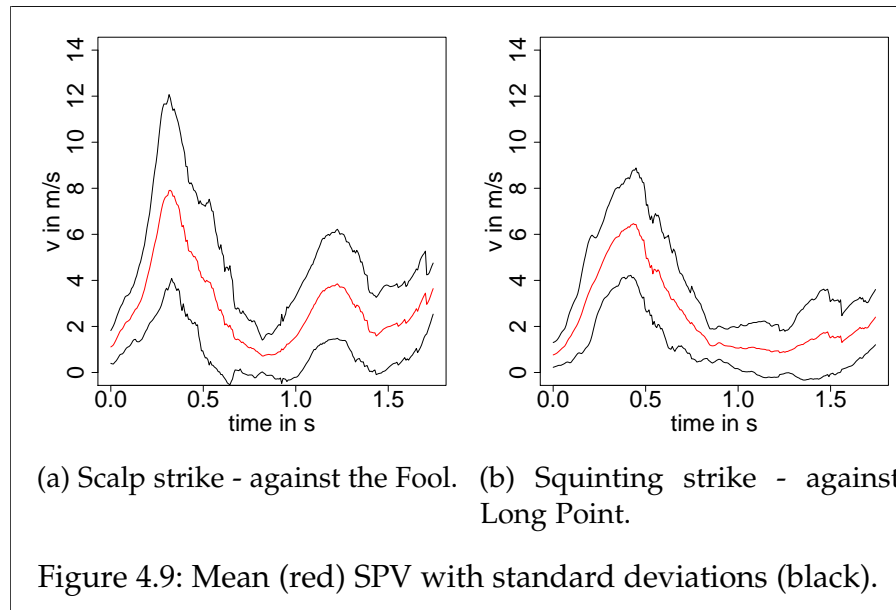 14
12
10
8
6
4
2
0
v in m/s
0.0 0.5 1.0 1.5
time in s
14
12
10
8
6
4
2
0
v in m/s
0.0 0.5 1.0 1.5
time in s
(a) Scalp strike - against the Fool.
(b) Squinting strike - against
Long Point.
Figure 4.9: Mean (red) SPV with standard deviations (black).